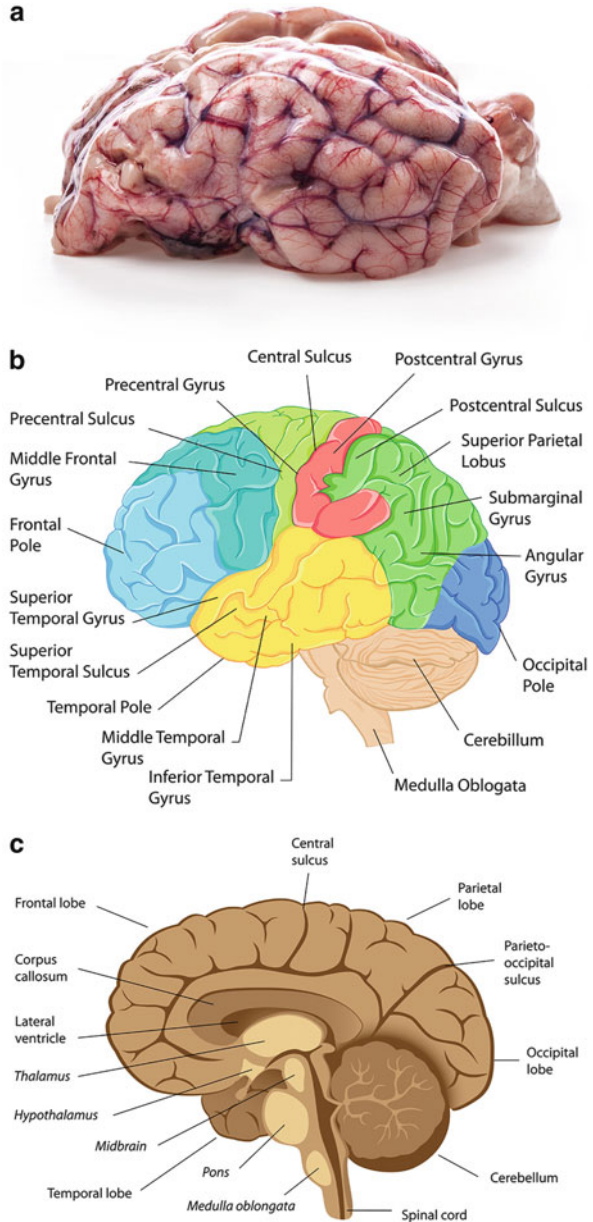 a
b
Central Sulcus
Postcentral Gyrus
Precentral Gyrus
Postcentral Sulcus
Precentral Sulcus
Superior Parietal
Lobus
Middle Frontal
Gyrus
Submarginal
Gyrus
Frontal
Pole
Angular
Gyrus
Superior
Temporal Gyrus
Superior
Temporal Sulcus
Occipital
Pole
Temporal Pole
Middle Temporal
Gyrus
Cerebillum
Inferior Temporal
Gyrus
Medulla Oblogata
c
Central
sulcus
Frontal lobe
Parietal
lobe
Corpus
callosum
Parieto-
occipital
sulcus
Lateral
ventricle
Occipital
lobe
Thalamus
Hypothalamus
Midbrain
Pons
Cerebellum
Temporal lobe
Medulla oblongata
Spinal cord